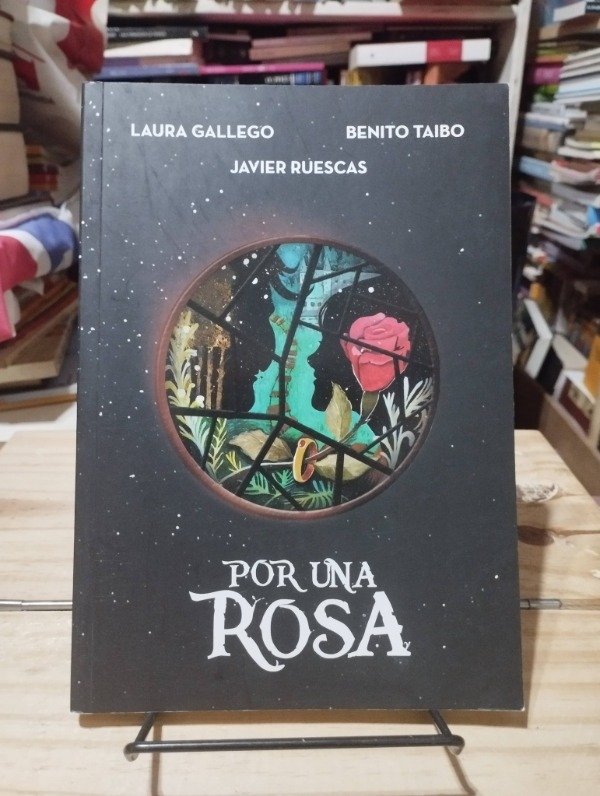 LAURA GALLEGO BENITO TAIBO
JAVIER RUESCAS
POR UNA
ROSA